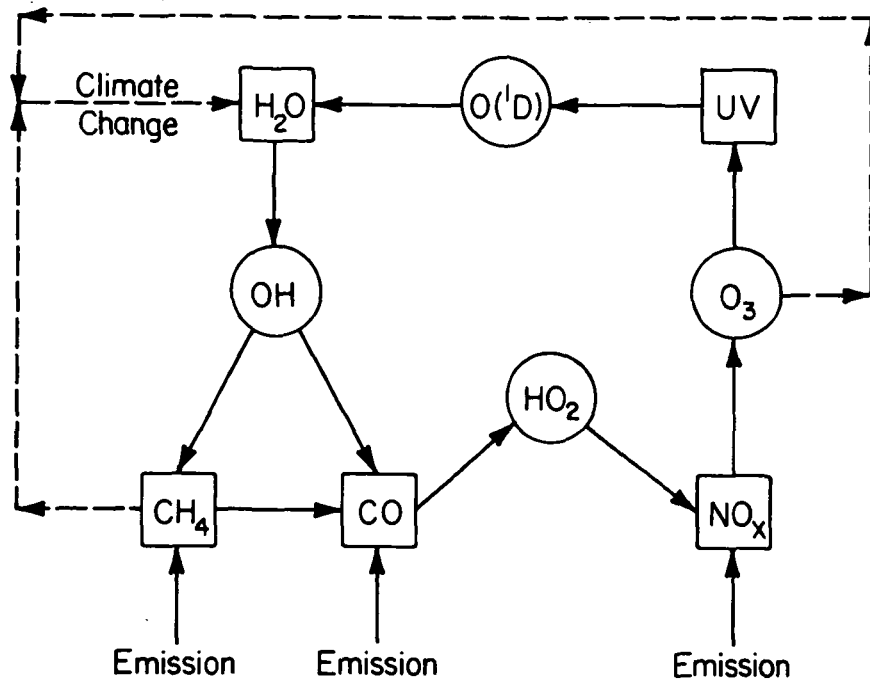 Climate
Change
H₂O
O(¹D)
UV
OH
O₃
HO₂
CH₄
CO
NOₓ
Emission
Emission
Emission